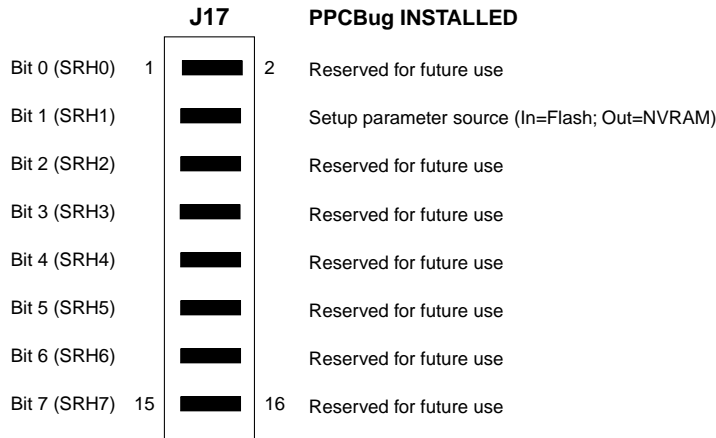 J17 PPCBug INSTALLED
Bit 0 (SRH0) 1 2 Reserved for future use
Bit 1 (SRH1) Setup parameter source (In=Flash; Out=NVRAM)
Bit 2 (SRH2) Reserved for future use
Bit 3 (SRH3) Reserved for future use
Bit 4 (SRH4) Reserved for future use
Bit 5 (SRH5) Reserved for future use
Bit 6 (SRH6) Reserved for future use
Bit 7 (SRH7) 15 16 Reserved for future use